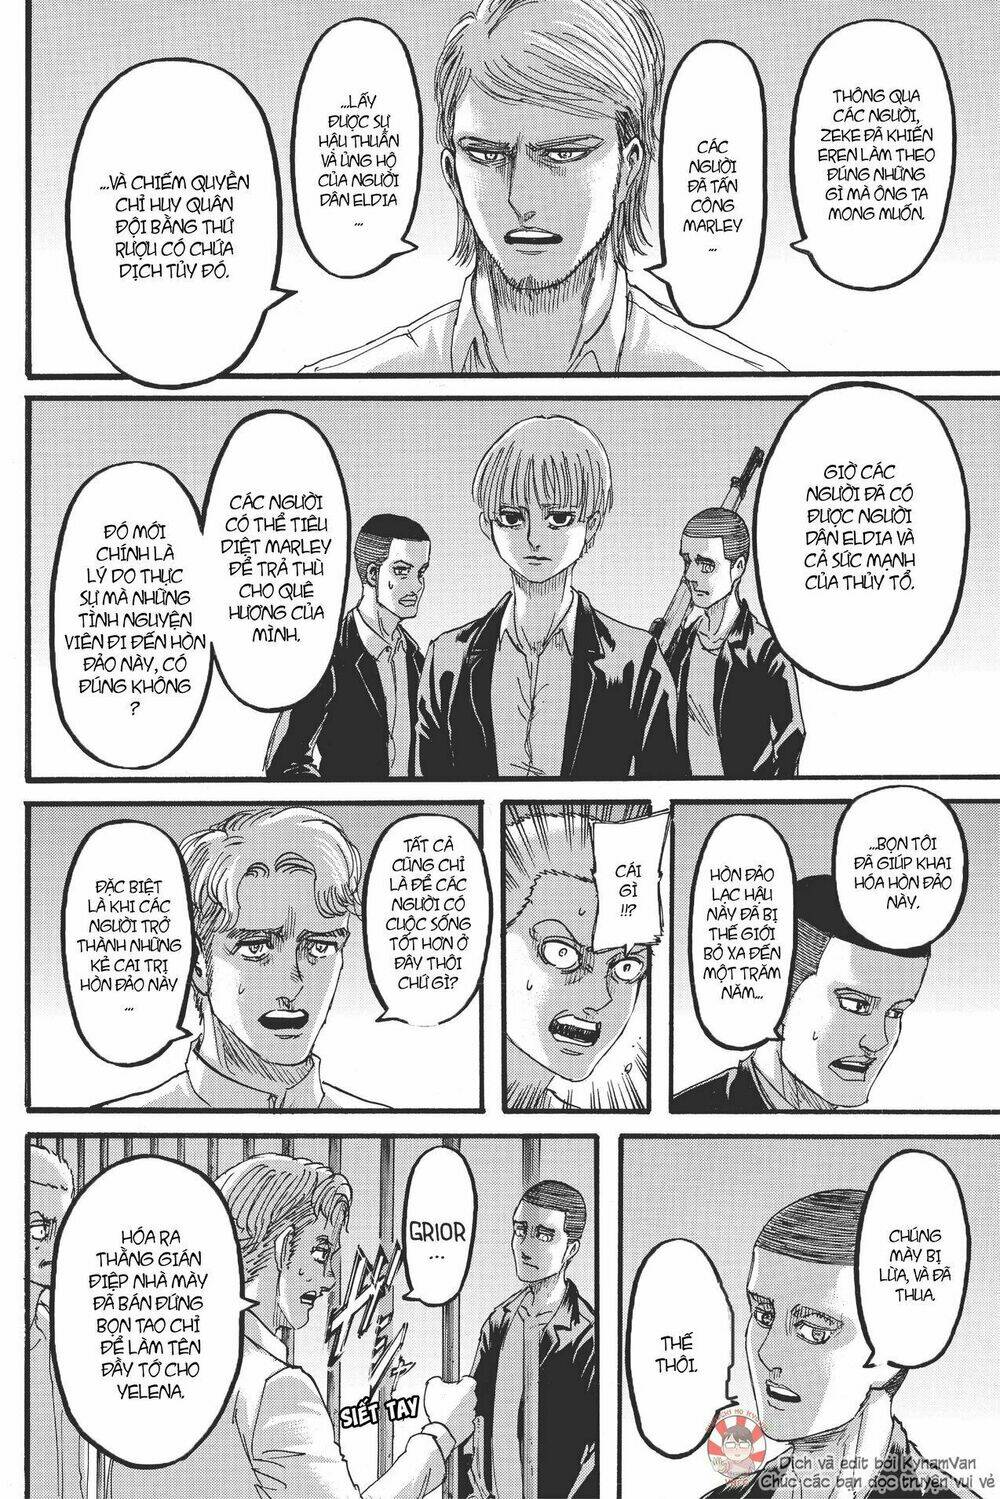 THÔNG QUA
CÁC NGƯỜI,
ZEKE ĐÃ KHIẾN
EREN LÀM THEO
ĐÚNG NHỮNG
GÌ MÀ ÔNG TA
MONG MUỐN.
CÁC
NGƯỜI
ĐÃ TẤN
CÔNG
MARLEY
...
...LẤY
ĐƯỢC SỰ
HẬU THUẪN
VÀ ỦNG HỘ
CỦA NGƯỜI
DÂN ELDIA
...
...VÀ CHIẾM QUYỀN
CHỈ HUY QUÂN
ĐỘI BẰNG THỨ
RƯỢU CÓ CHỨA
DỊCH TỦY ĐÓ.
GIỜ CÁC
NGƯỜI ĐÃ CÓ
ĐƯỢC NGƯỜI
DÂN ELDIA VÀ
CẢ SỨC MẠNH
CỦA THỦY TỔ.
CÁC NGƯỜI
CÓ THỂ TIÊU
DIỆT MARLEY
ĐỂ TRẢ THÙ
CHO QUÊ
HƯƠNG CỦA
MÌNH.
ĐÓ MỚI
CHÍNH LÀ
LÝ DO THỰC
SỰ MÀ NHỮNG
TÌNH NGUYỆN
VIÊN ĐI ĐẾN HÒN
ĐẢO NÀY, CÓ
ĐÚNG KHÔNG
?
...BỌN TÔI
ĐÃ GIÚP KHAI
HÓA HÒN ĐẢO
NÀY.
HÒN ĐẢO
LẠC HẬU
NÀY ĐÃ BỊ
THẾ GIỚI
BỎ XA ĐẾN
MỘT TRĂM
NĂM...
CÁI
GÌ
!!?
TẤT CẢ
CŨNG CHỈ
LÀ ĐỂ CÁC
NGƯỜI CÓ
CUỘC SỐNG
TỐT HƠN Ở
ĐÂY THÔI
CHỨ GÌ?
ĐẶC BIỆT
LÀ KHI CÁC
NGƯỜI TRỞ
THÀNH NHỮNG
KẺ CAI TRỊ
HÒN ĐẢO NÀY
...
CHÚNG
MÀY BỊ
LỪA, VÀ ĐÃ
THUA.
THẾ
THÔI.
GRIOR
...
SIẾT TAY
HÓA RA
THẰNG GIÁN
ĐIỆP NHÀ MÀY
ĐÃ BÁN ĐỨNG
BỌN TAO CHỈ
ĐỂ LÀM TÊN
ĐẦY TỚ CHO
YELENA.
Dịch và edit bởi KynamVan
Chúc các bạn đọc truyện vui vẻ